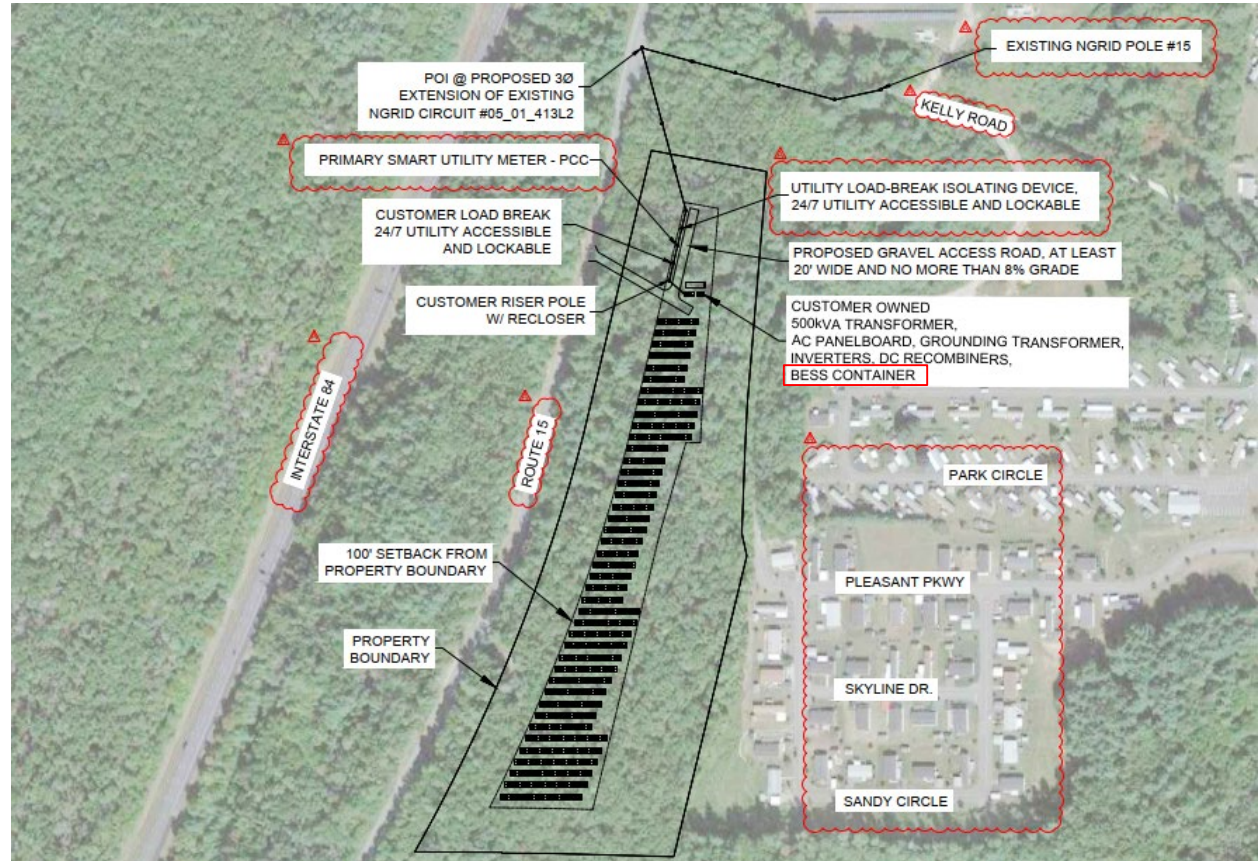 EXISTING NGRID POLE #15
POI @ PROPOSED 3Ø
EXTENSION OF EXISTING
NGRID CIRCUIT #05_01_413L2
KELLY ROAD
PRIMARY SMART UTILITY METER - PCC
UTILITY LOAD-BREAK ISOLATING DEVICE,
24/7 UTILITY ACCESSIBLE AND LOCKABLE
CUSTOMER LOAD BREAK
24/7 UTILITY ACCESSIBLE
AND LOCKABLE
PROPOSED GRAVEL ACCESS ROAD, AT LEAST
20' WIDE AND NO MORE THAN 8% GRADE
CUSTOMER RISER POLE
W/ RECLOSER
CUSTOMER OWNED
500kVA TRANSFORMER,
AC PANELBOARD, GROUNDING TRANSFORMER,
INVERTERS, DC RECOMBINERS,
BESS CONTAINER
INTERSTATE 84
ROUTE 15
PARK CIRCLE
100' SETBACK FROM
PROPERTY BOUNDARY
PLEASANT PKWY
PROPERTY
BOUNDARY
SKYLINE DR.
SANDY CIRCLE